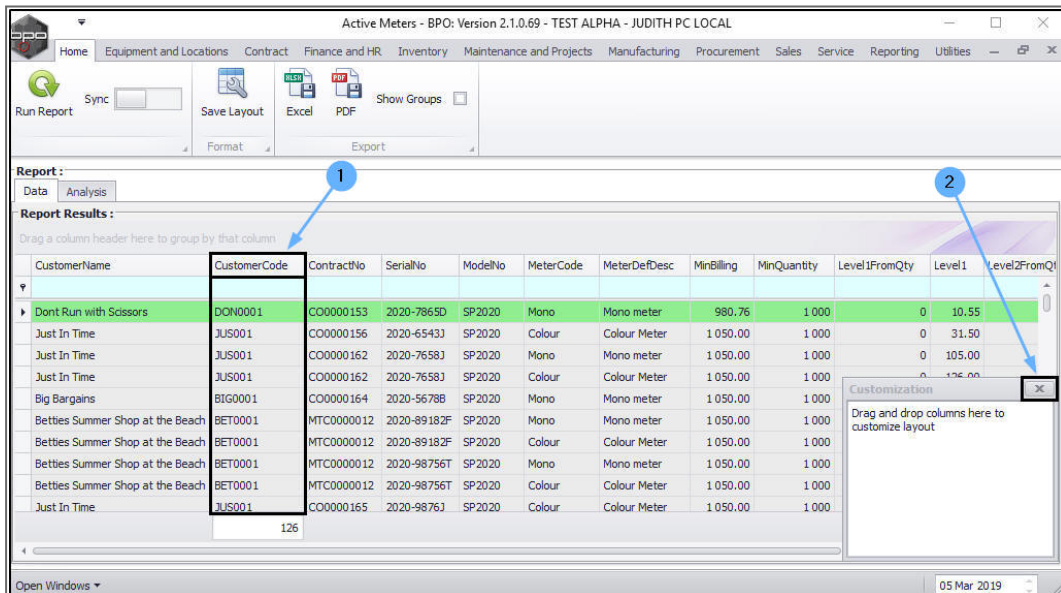 Active Meters - BPO: Version 2.1.0.69 - TEST ALPHA - JUDITH PC LOCAL
bpo
Home Equipment and Locations Contract Finance and HR Inventory Maintenance and Projects Manufacturing Procurement Sales Service Reporting Utilities
XLSX PDF
Sync Show Groups
Run Report Save Layout Excel PDF
Format Export
1
2
Report :
Data Analysis
Report Results :
Drag a column header here to group by that column
CustomerName CustomerCode ContractNo SerialNo ModelNo MeterCode MeterDefDesc MinBilling MinQuantity Level1FromQty Level1 Level2FromQt
Dont Run with Scissors DON0001 CO0000153 2020-7865D SP2020 Mono Mono meter 980.76 1 000 0 10.55
Just In Time JUS001 CO0000156 2020-6543J SP2020 Colour Colour Meter 1 050.00 1 000 0 31.50
Just In Time JUS001 CO0000162 2020-7658J SP2020 Mono Mono meter 1 050.00 1 000 0 105.00
Just In Time JUS001 CO0000162 2020-7658J SP2020 Colour Colour Meter 1 050.00 1 000 0 126.00
Big Bargains BIG0001 CO0000164 2020-5678B SP2020 Mono Mono meter 1 050.00 1 000
Betties Summer Shop at the Beach BET0001 MTC0000012 2020-89182F SP2020 Mono Mono meter 1 050.00 1 000
Betties Summer Shop at the Beach BET0001 MTC0000012 2020-89182F SP2020 Colour Colour Meter 1 050.00 1 000
Betties Summer Shop at the Beach BET0001 MTC0000012 2020-98756T SP2020 Mono Mono meter 1 050.00 1 000
Betties Summer Shop at the Beach BET0001 MTC0000012 2020-98756T SP2020 Colour Colour Meter 1 050.00 1 000
Just In Time JUS001 CO0000165 2020-9876J SP2020 Colour Colour Meter 1 050.00 1 000
126
Customization
Drag and drop columns here to
customize layout
Open Windows 05 Mar 2019